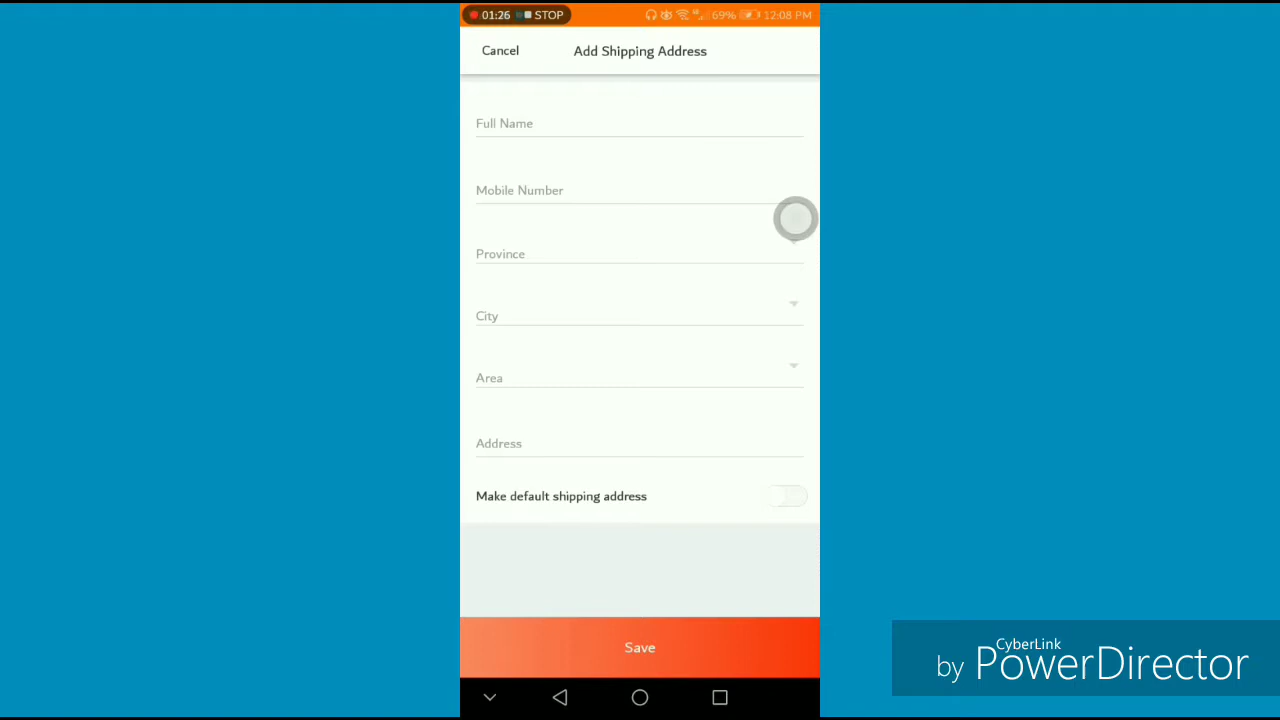 01:26 STOP 69% 12:08 PM
Cancel Add Shipping Address
Full Name
Mobile Number
Province
City
Area
Address
Make default shipping address
Save
CyberLink
by PowerDirector